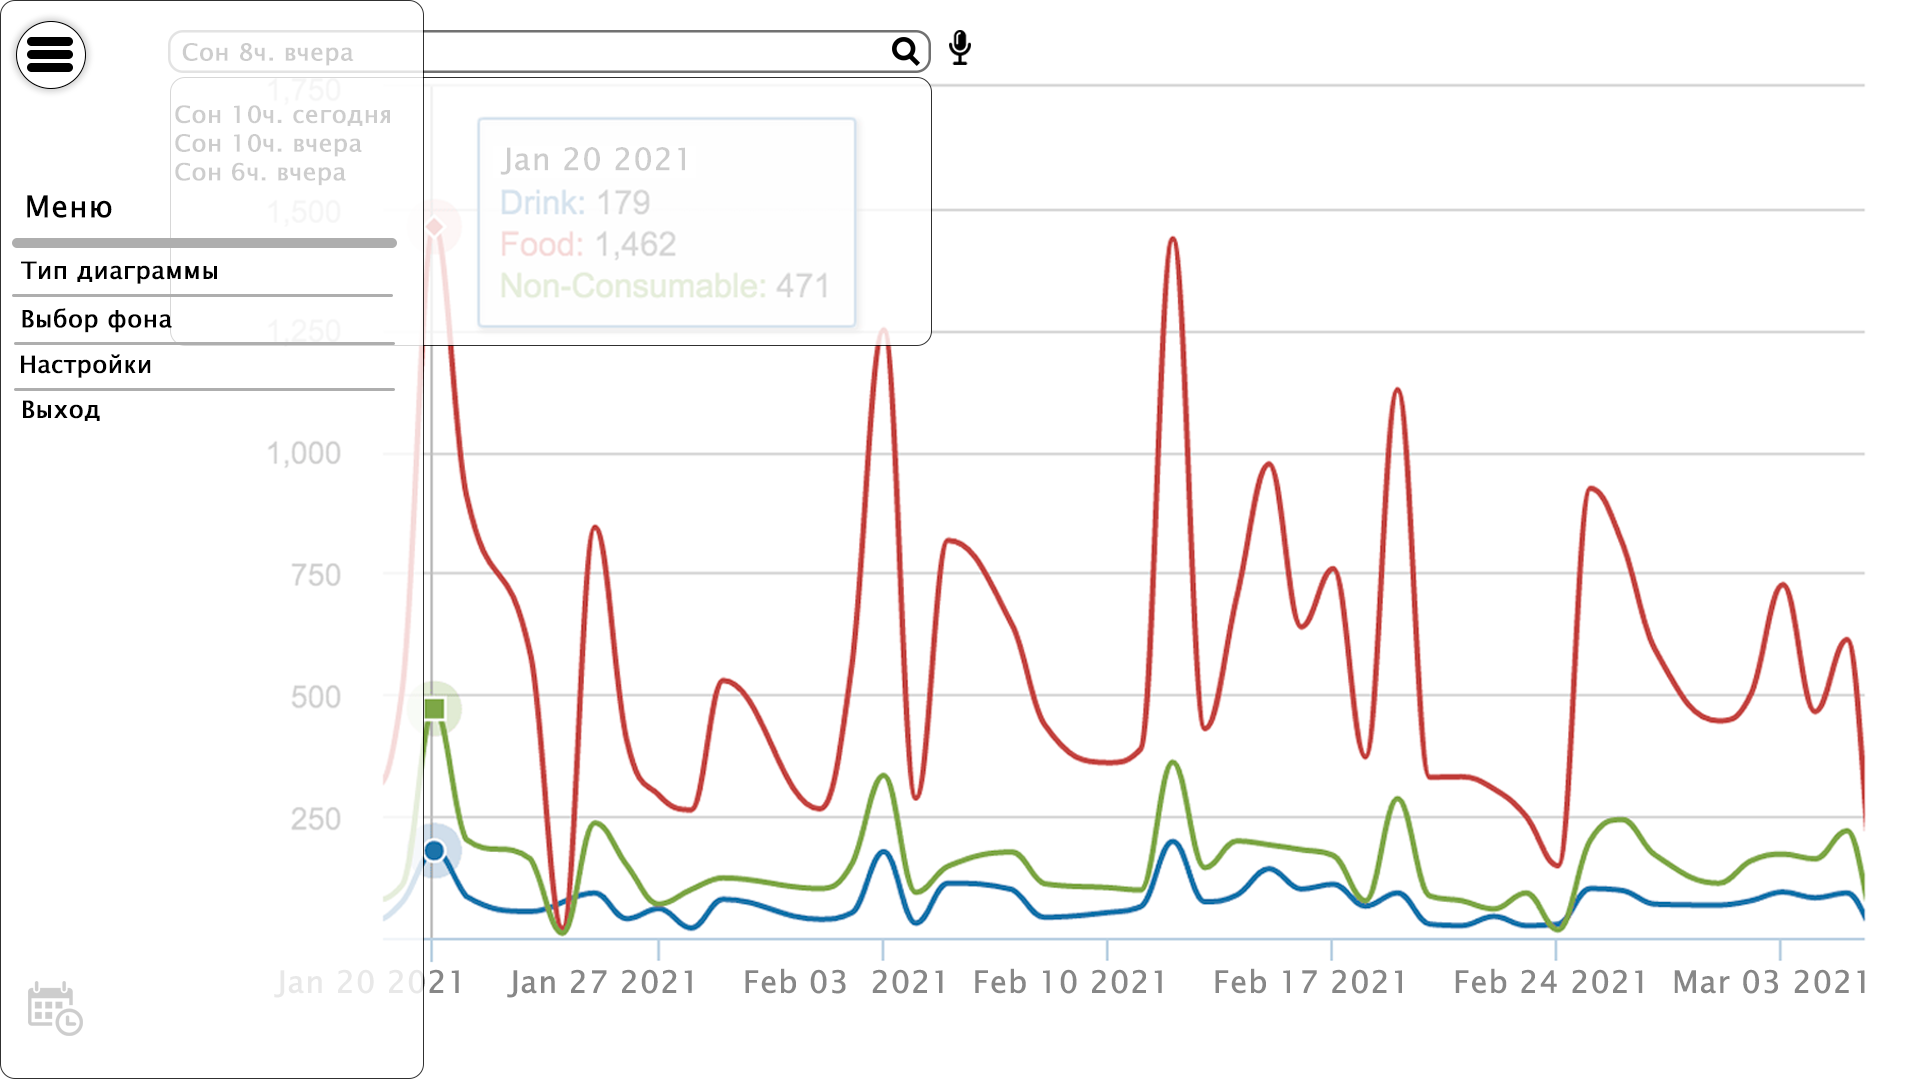 Сон 8ч. вчера
Сон 10ч. сегодня
Сон 10ч. вчера
Сон 6ч. вчера
Меню
Тип диаграммы
Выбор фона
Настройки
Выход
Jan 20 2021
Drink: 179
Food: 1,462
Non-Consumable: 471
1,750
1,500
1,250
1,000
750
500
250
Jan 20 2021 Jan 27 2021 Feb 03 2021 Feb 10 2021 Feb 17 2021 Feb 24 2021 Mar 03 2021